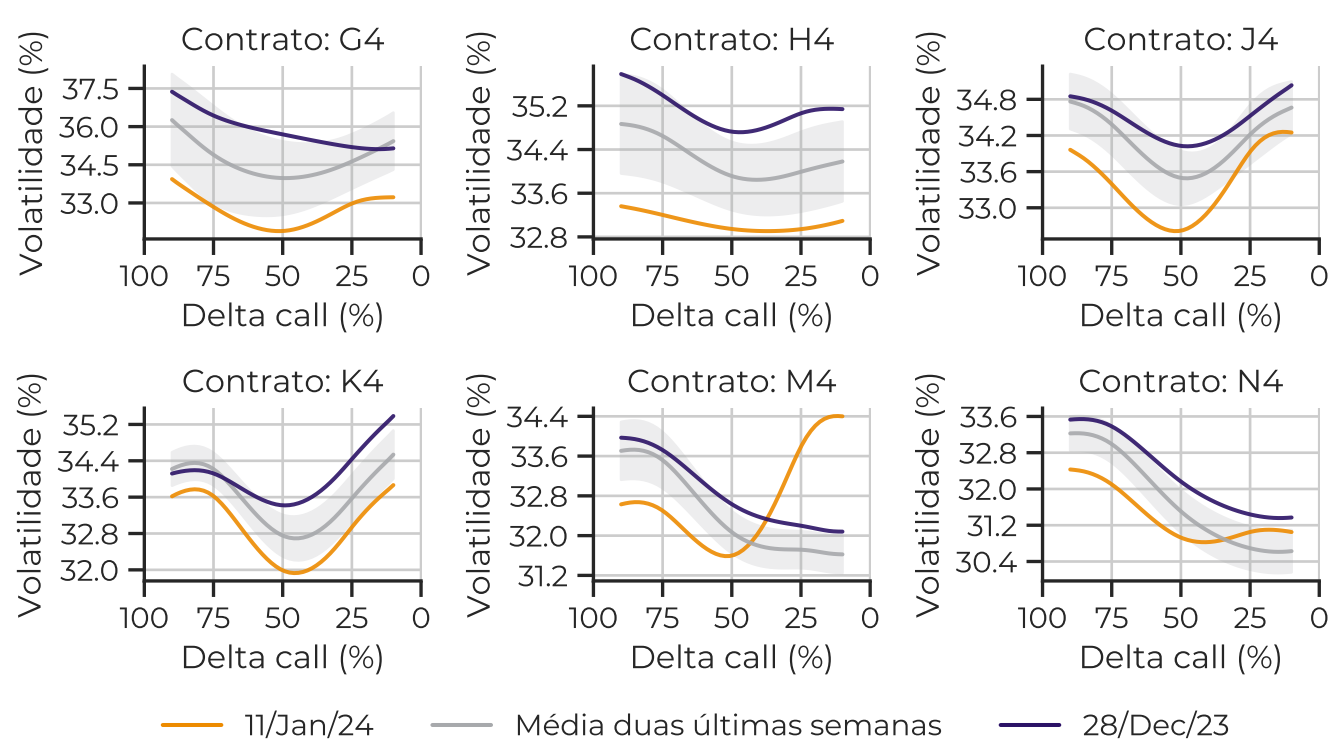 Contrato: G4
Volatilidade (%)
37.5
36.0
34.5
33.0
100 75 50 25 0
Delta call (%)
Contrato: H4
Volatilidade (%)
35.2
34.4
33.6
32.8
100 75 50 25 0
Delta call (%)
Contrato: J4
Volatilidade (%)
34.8
34.2
33.6
33.0
100 75 50 25 0
Delta call (%)
Contrato: K4
Volatilidade (%)
35.2
34.4
33.6
32.8
32.0
100 75 50 25 0
Delta call (%)
Contrato: M4
Volatilidade (%)
34.4
33.6
32.8
32.0
31.2
100 75 50 25 0
Delta call (%)
Contrato: N4
Volatilidade (%)
33.6
32.8
32.0
31.2
30.4
100 75 50 25 0
Delta call (%)
11/Jan/24 Média duas últimas semanas 28/Dec/23